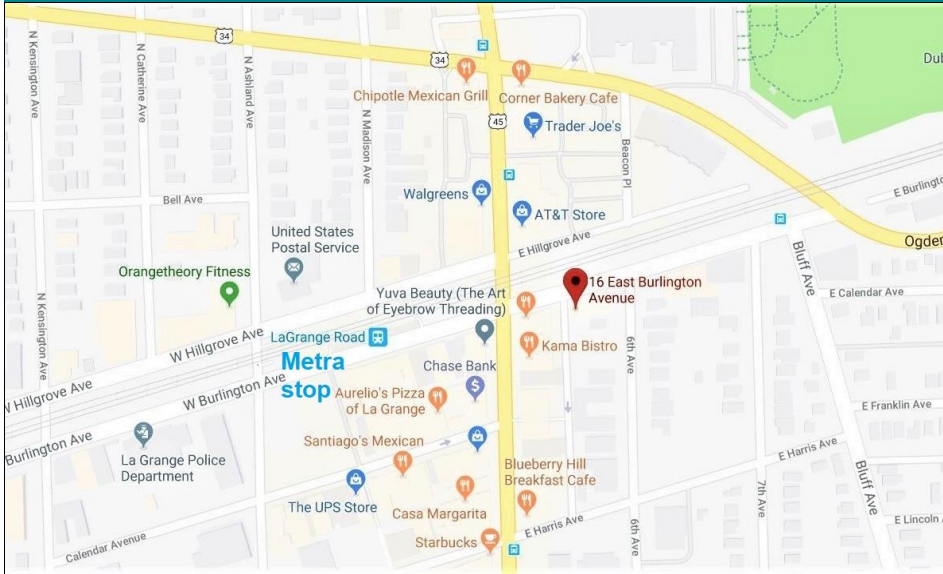 34
34
N Kensington Ave
N Catherine Ave
N Ashland Ave
N Madison Ave
Chipotle Mexican Grill
Corner Bakery Cafe
Dub
45
Trader Joe's
Beacon Pl
Walgreens
Bell Ave
AT&T Store
E Burlingto
United States
Postal Service
E Hillgrove Ave
Ogden
Orangetheory Fitness
Bluff Ave
16 East Burlington
Avenue
Yuva Beauty (The Art
of Eyebrow Threading)
E Calendar Ave
N Kensington Ave
W Hillgrove Ave
LaGrange Road
Metra
stop
Kama Bistro
6th Ave
Chase Bank
W Hillgrove Ave
W Burlington Ave
Aurelio's Pizza
of La Grange
$
E Franklin Ave
Burlington Ave
Santiago's Mexican
La Grange Police
Department
E Harris Ave
Bluff Ave
Blueberry Hill
Breakfast Cafe
The UPS Store
Casa Margarita
7th Ave
6th Ave
E Harris Ave
E Lincoln A
Calendar Avenue
Starbucks